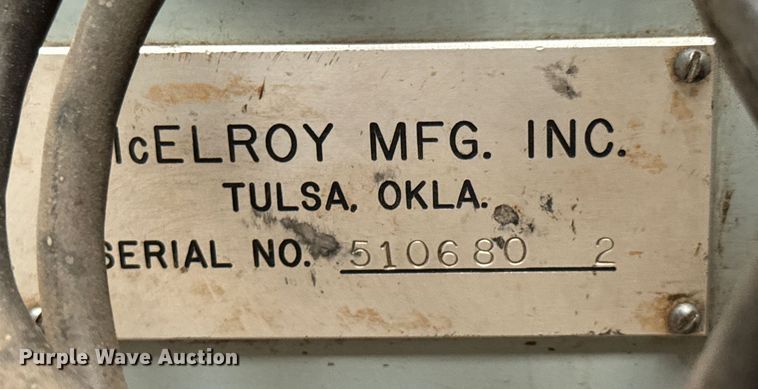 McELROY MFG. INC.
TULSA, OKLA.
SERIAL NO. 510680 2
Purple Wave Auction